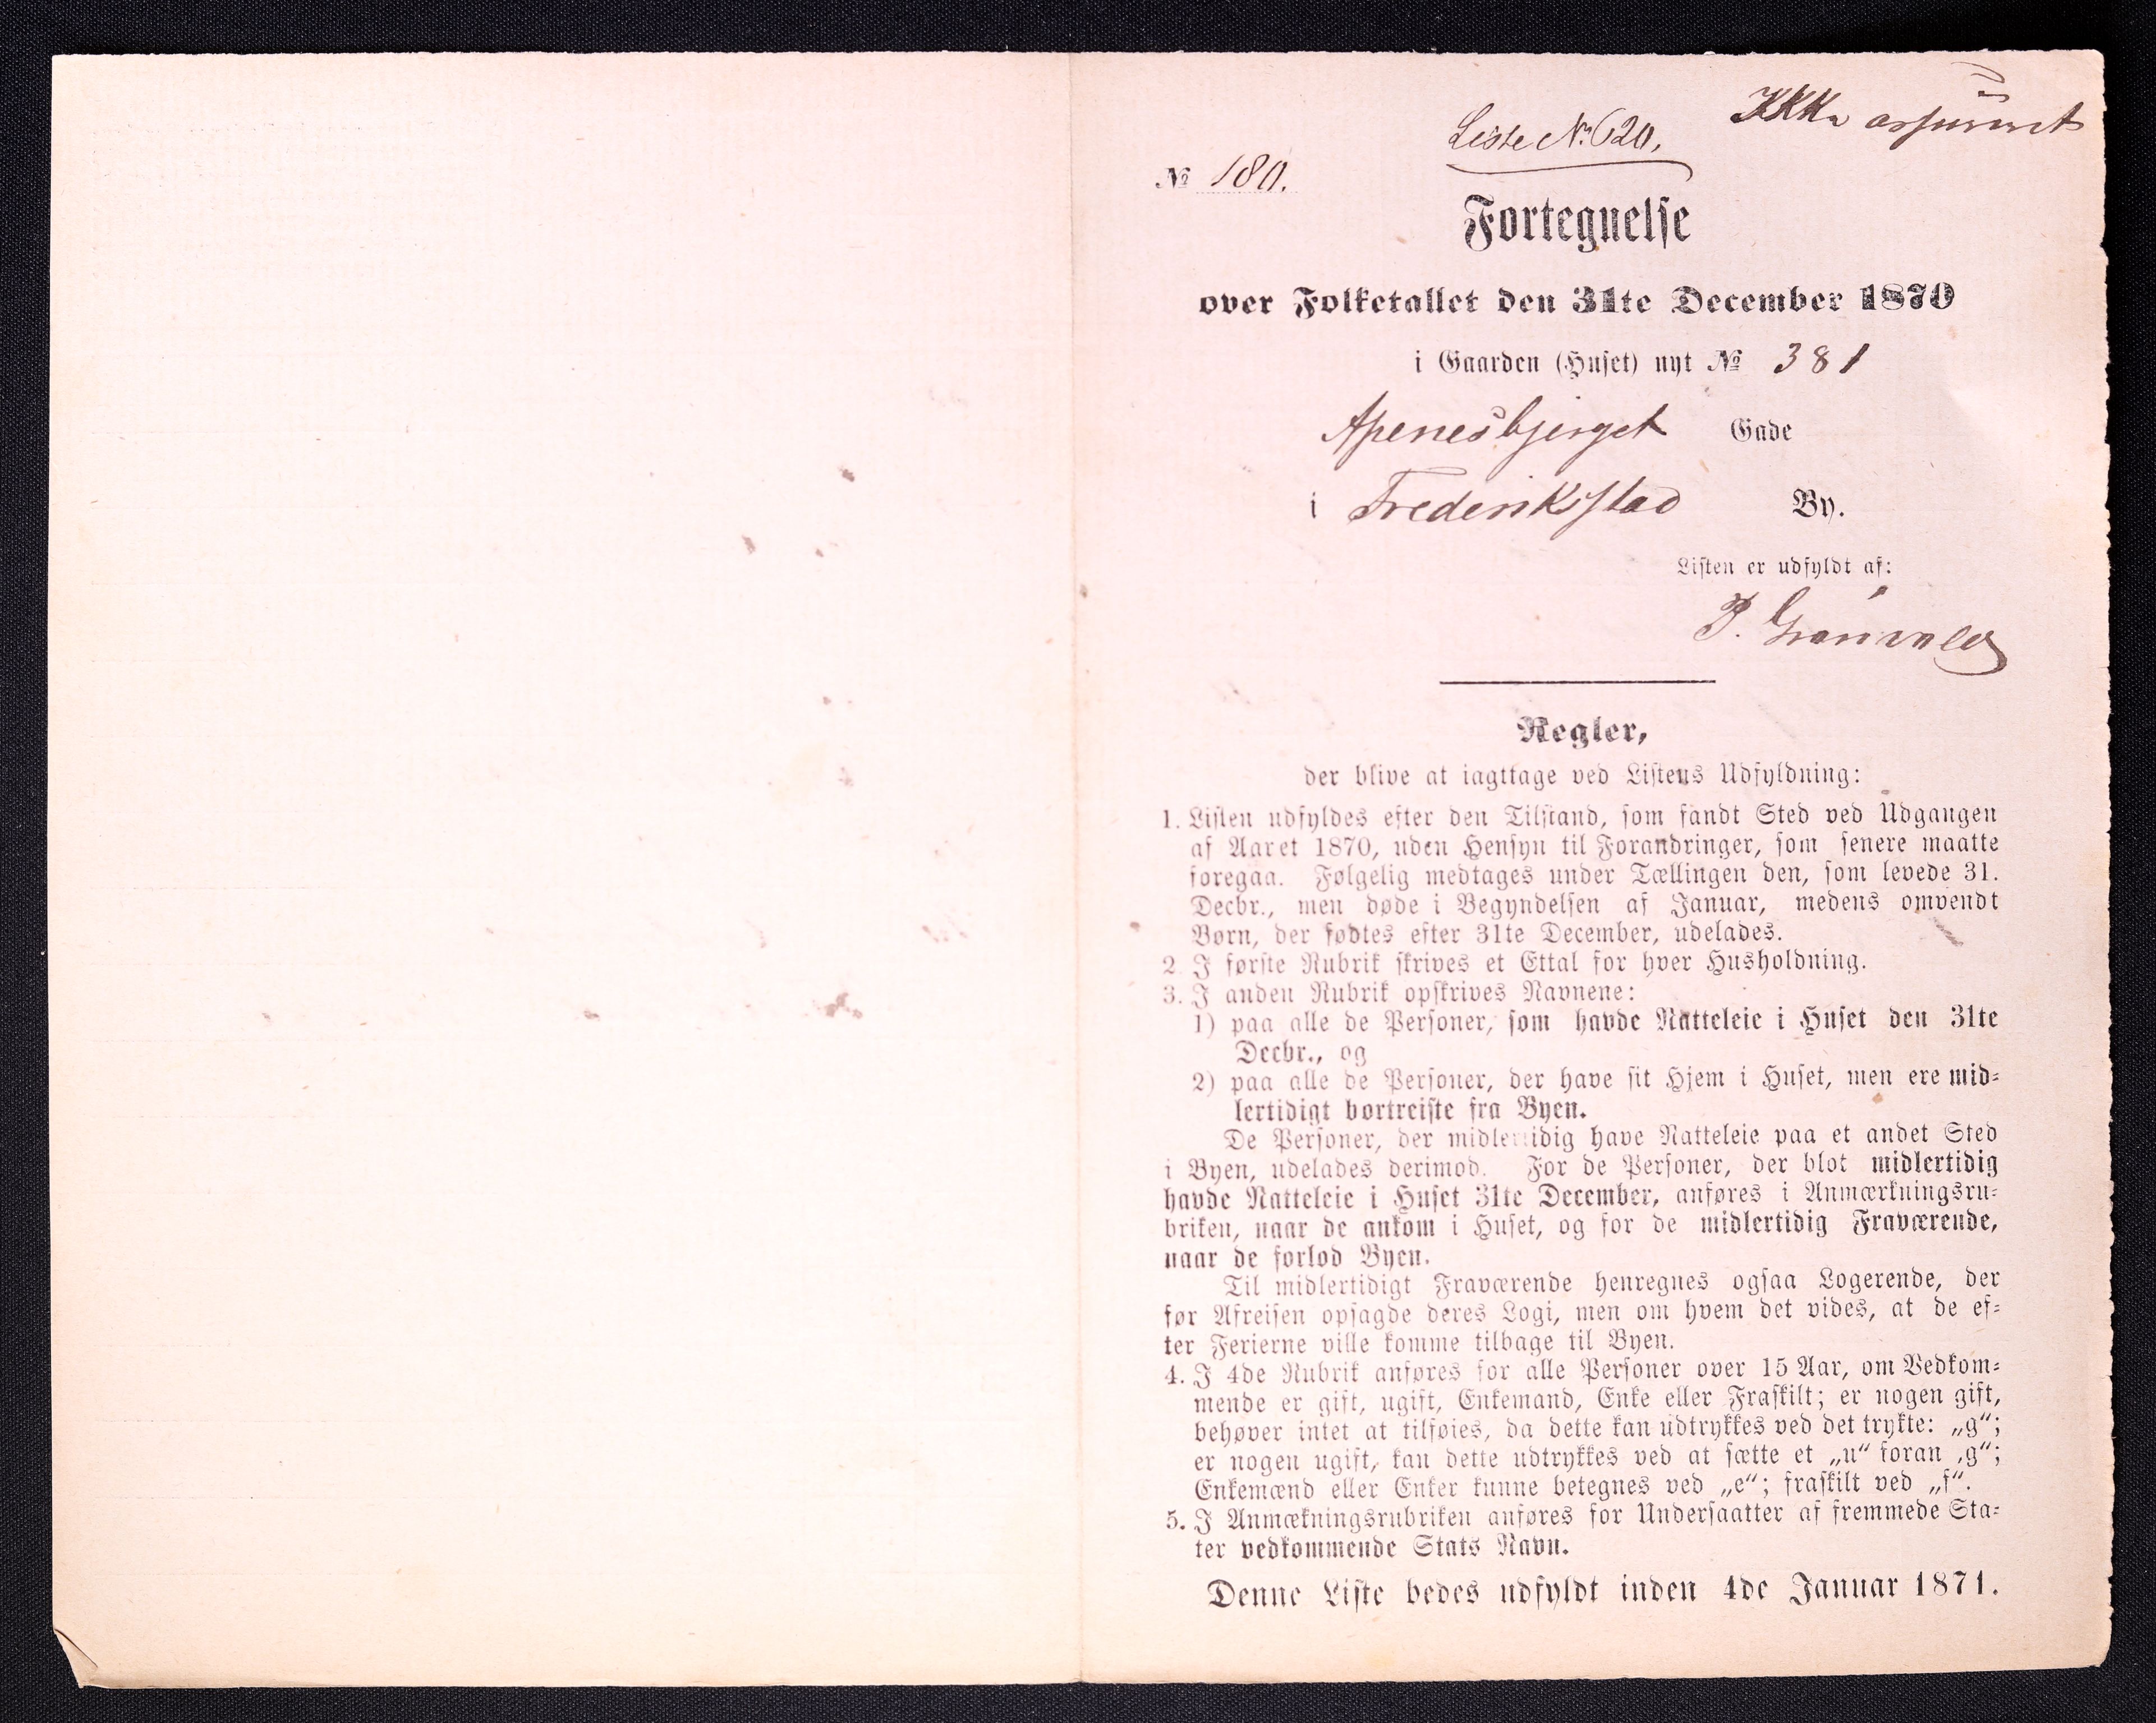 Liste No. 620.
№ 180.
Fortegnelse
over Folketallet den 31te December 1870
i Gaarden (Huset) nyt № 381
Apenesbjerget Gade
i Frederikstad By.
Listen er udfyldt af:
P. Grønvold
Regler,
der blive at iagttage ved Listens Udfyldning:
1. Listen udfyldes efter den Tilstand, som fandt Sted ved Udgangen
af Aaret 1870, uden Hensyn til Forandringer, som senere maatte
foregaa. Følgelig medtages under Tællingen den, som levede 31.
Decbr., men døde i Begyndelsen af Januar, medens omvendt
Børn, der fødtes efter 31te December, udelades.
2. I første Rubrik skrives et Ettal for hver Husholdning.
3. I anden Rubrik opskrives Navnene:
1) paa alle de Personer, som havde Natteleie i Huset den 31te
Decbr., og
2) paa alle de Personer, der have sit Hjem i Huset, men ere mid-
lertidigt bortreiste fra Byen.
De Personer, der midlertidig have Natteleie paa et andet Sted
i Byen, udelades derimod. For de Personer, der blot midlertidig
havde Natteleie i Huset 31te December, anføres i Anmærkningsru-
briken, naar de ankom i Huset, og for de midlertidig Fraværende,
naar de forlod Byen.
Til midlertidigt Fraværende henregnes ogsaa Logerende, der
før Afreisen opsagde deres Logi, men om hvem det vides, at de ef-
ter Ferierne ville komme tilbage til Byen.
4. I 4de Rubrik anføres for alle Personer over 15 Aar, om Vedkom-
mende er gift, ugift, Enkemand, Enke eller Fraskilt; er nogen gift,
behøver intet at tilføies, da dette kan udtrykkes ved det trykte: „g“;
er nogen ugift, kan dette udtrykkes ved at sætte et „u“ foran „g“;
Enkemænd eller Enker kunne betegnes ved „e“; fraskilt ved „f“.
5. I Anmækningsrubriken anføres for Undersaatter af fremmede Sta-
ter vedkommende Stats Navn.
Denne Liste bedes udfyldt inden 4de Januar 1871.